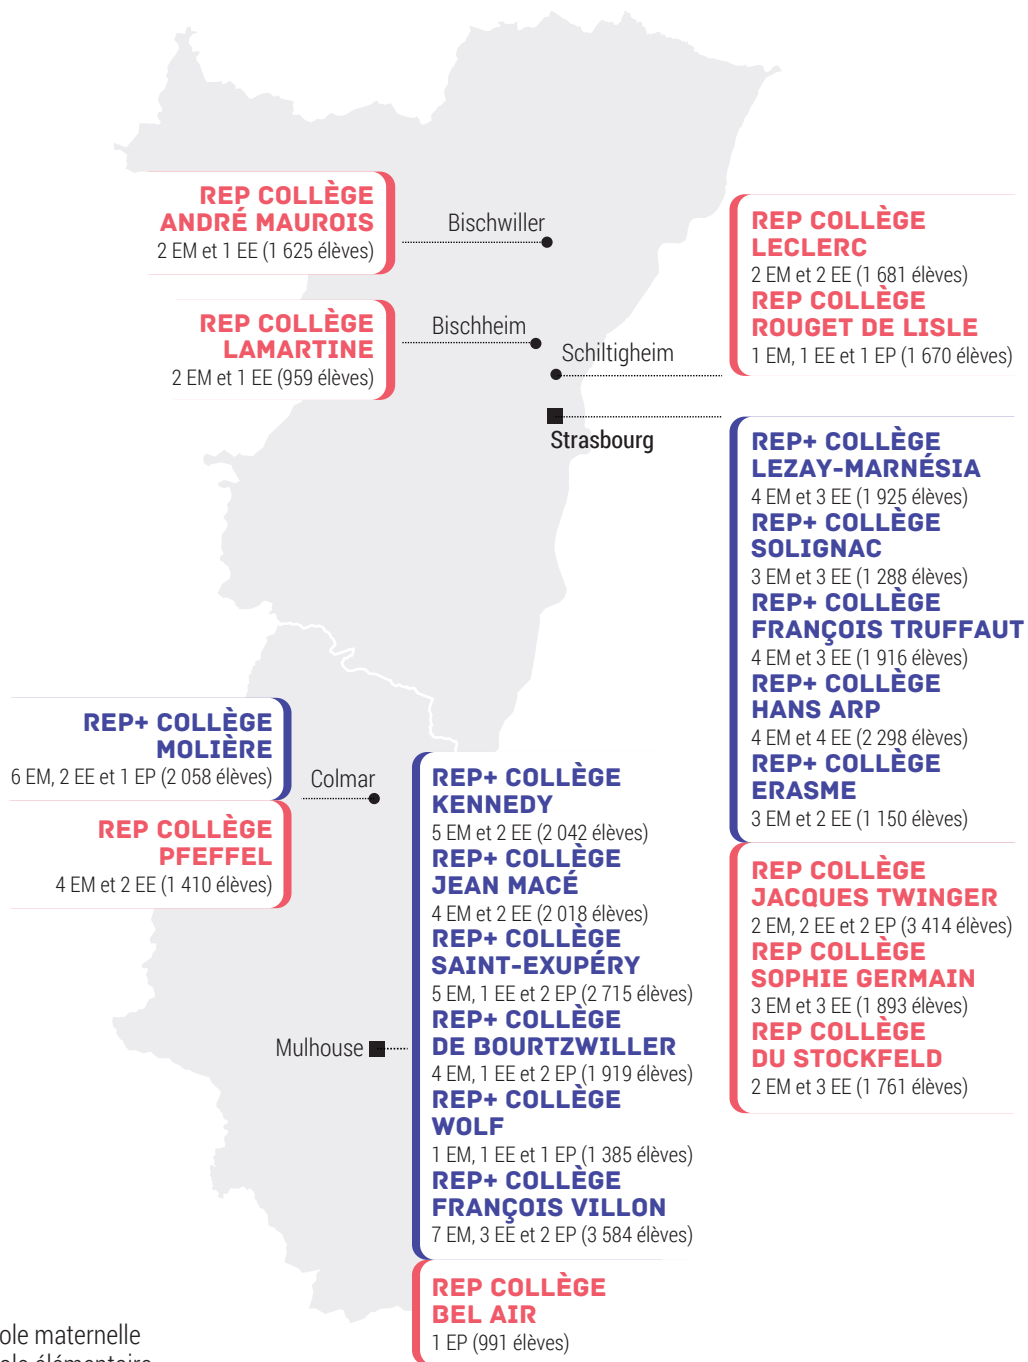 REP COLLÈGE
ANDRÉ MAUROIS
2 EM et 1 EE (1 625 élèves)
Bischwiller
REP COLLÈGE
LAMARTINE
2 EM et 1 EE (959 élèves)
Bischheim
Schiltigheim
REP COLLÈGE
LECLERC
2 EM et 2 EE (1 681 élèves)
REP COLLÈGE
ROUGET DE LISLE
1 EM, 1 EE et 1 EP (1 670 élèves)
Strasbourg
REP+ COLLÈGE
LEZAY-MARNÉSIA
4 EM et 3 EE (1 925 élèves)
REP+ COLLÈGE
SOLIGNAC
3 EM et 3 EE (1 288 élèves)
REP+ COLLÈGE
FRANÇOIS TRUFFAUT
4 EM et 3 EE (1 916 élèves)
REP+ COLLÈGE
HANS ARP
4 EM et 4 EE (2 298 élèves)
REP+ COLLÈGE
ERASME
3 EM et 2 EE (1 150 élèves)
REP COLLÈGE
JACQUES TWINGER
2 EM, 2 EE et 2 EP (3 414 élèves)
REP COLLÈGE
SOPHIE GERMAIN
3 EM et 3 EE (1 893 élèves)
REP COLLÈGE
DU STOCKFELD
2 EM et 3 EE (1 761 élèves)
REP+ COLLÈGE
MOLIÈRE
6 EM, 2 EE et 1 EP (2 058 élèves)
Colmar
REP COLLÈGE
PFEFFEL
4 EM et 2 EE (1 410 élèves)
REP+ COLLÈGE
KENNEDY
5 EM et 2 EE (2 042 élèves)
REP+ COLLÈGE
JEAN MACÉ
4 EM et 2 EE (2 018 élèves)
REP+ COLLÈGE
SAINT-EXUPÉRY
5 EM, 1 EE et 2 EP (2 715 élèves)
REP+ COLLÈGE
DE BOURTZWILLER
4 EM, 1 EE et 2 EP (1 919 élèves)
REP+ COLLÈGE
WOLF
1 EM, 1 EE et 1 EP (1 385 élèves)
REP+ COLLÈGE
FRANÇOIS VILLON
7 EM, 3 EE et 2 EP (3 584 élèves)
Mulhouse
REP COLLÈGE
BEL AIR
1 EP (991 élèves)
ole maternelle
ole élémentaire